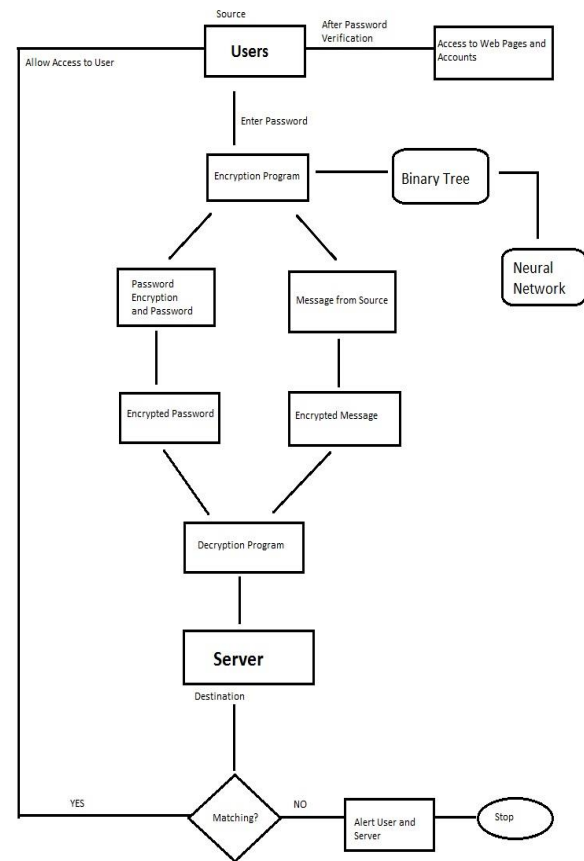 Source
After Password
Verification
Users
Access to Web Pages and
Accounts
Allow Access to User
Enter Password
Encryption Program
Binary Tree
Neural
Network
Password
Encryption
and Password
Message from Source
Encrypted Password
Encrypted Message
Decryption Program
Server
Destination
YES
Matching?
NO
Alert User and
Server
Stop